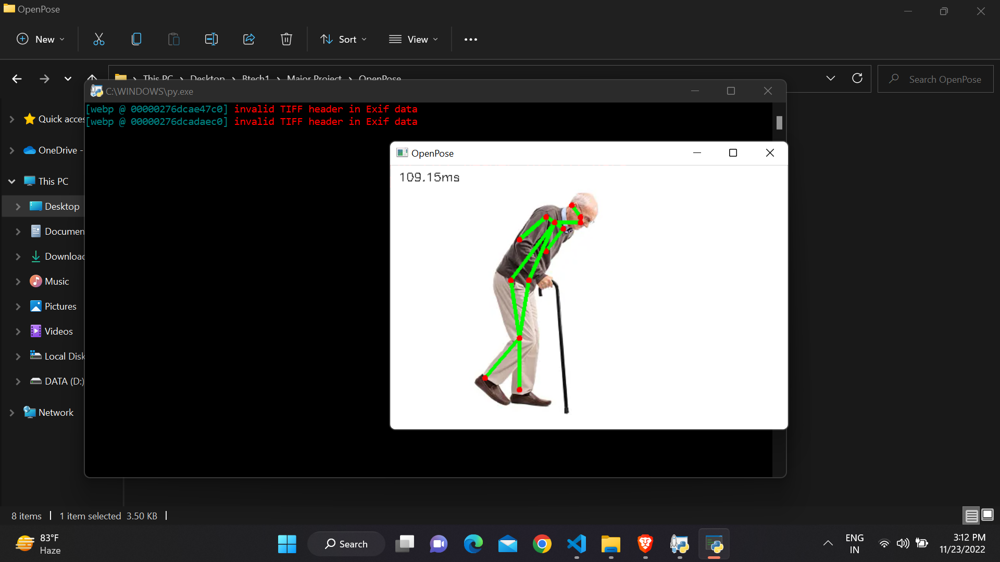 OpenPose
New
Sort
View
This PC > Desktop > Btech1 > Major Project > OpenPose
Search OpenPose
C:\WINDOWS\py.exe
[webp @ 00000276dcae47c0] invalid TIFF header in Exif data
[webp @ 00000276dcadaec0] invalid TIFF header in Exif data
Quick acces
OneDrive -
This PC
Desktop
Documen
Downloac
Music
Pictures
Videos
Local Disk
DATA (D:)
Network
OpenPose
109.15ms
8 items
1 item selected 3.50 KB
83°F
Haze
Search
ENG
IN
3:12 PM
11/23/2022